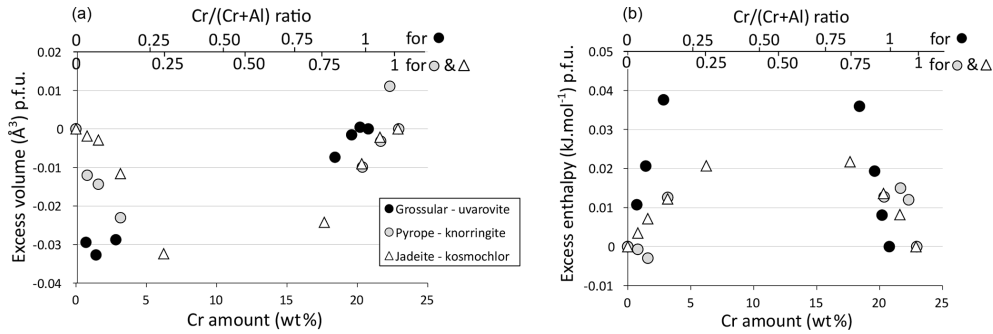 (a)
Cr/(Cr+Al) ratio
0 0.25 0.5 0.75 1 for ●
0 0.25 0.5 0.75 1 for ○ & △
0.02
0.01
0
-0.01
-0.02
-0.03
-0.04
Excess volume (Å³) p.f.u.
Grossular - uvarovite
Pyrope - knorringite
Jadeite - kosmochlor
0 5 10 15 20 25
Cr amount (wt%)
(b)
Cr/(Cr+Al) ratio
0 0.25 0.5 0.75 1 for ●
0 0.25 0.5 0.75 1 for ○ & △
0.05
0.04
0.03
0.02
0.01
0
-0.01
Excess enthalpy (kJ.mol⁻¹) p.f.u.
0 5 10 15 20 25
Cr amount (wt%)